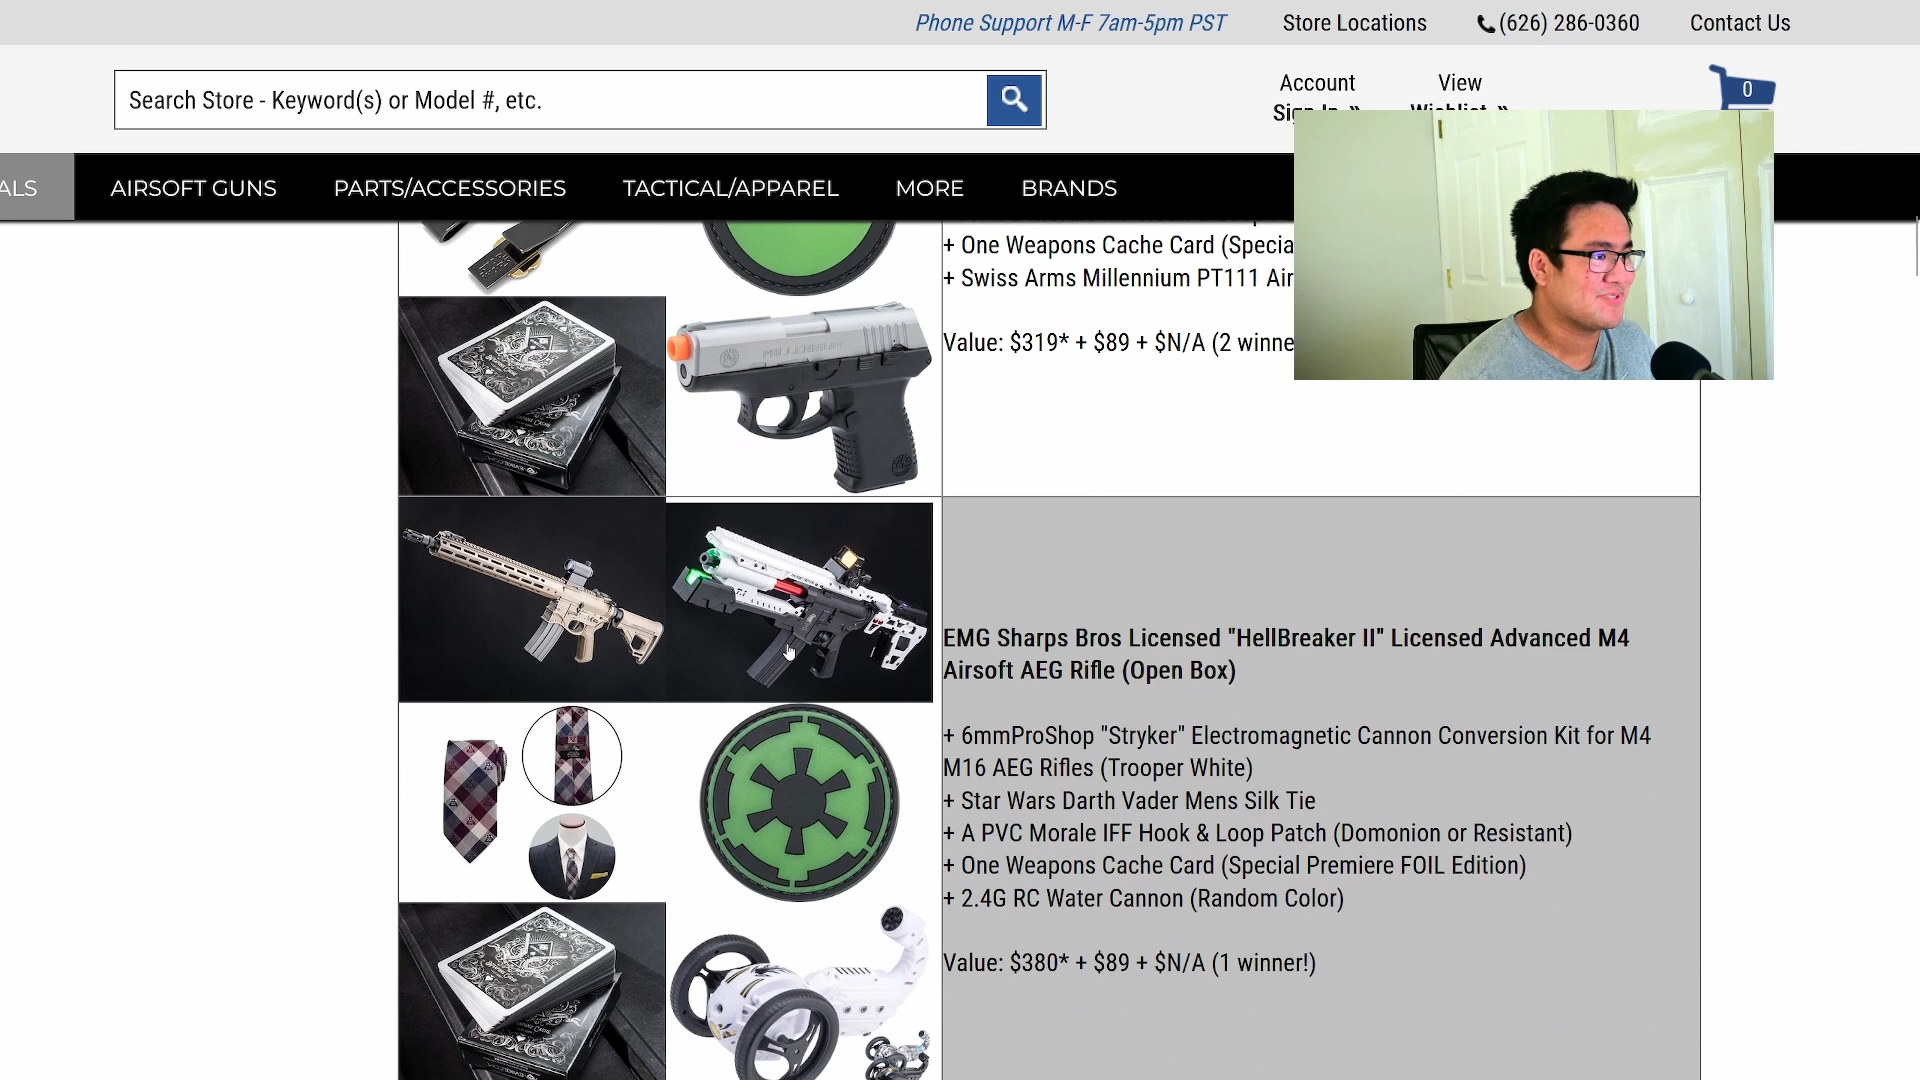 Phone Support M-F 7am-5pm PST
Store Locations
(626) 286-0360
Contact Us
Search Store - Keyword(s) or Model #, etc.
Account
View
0
Sign In »
Wishlist »
ALS
AIRSOFT GUNS
PARTS/ACCESSORIES
TACTICAL/APPAREL
MORE
BRANDS
+ One Weapons Cache Card (Specia
+ Swiss Arms Millennium PT111 Air
Value: $319* + $89 + $N/A (2 winne
MILLENNIUM
EMG Sharps Bros Licensed "HellBreaker II" Licensed Advanced M4
Airsoft AEG Rifle (Open Box)
+ 6mmProShop "Stryker" Electromagnetic Cannon Conversion Kit for M4
M16 AEG Rifles (Trooper White)
+ Star Wars Darth Vader Mens Silk Tie
+ A PVC Morale IFF Hook & Loop Patch (Domonion or Resistant)
+ One Weapons Cache Card (Special Premiere FOIL Edition)
+ 2.4G RC Water Cannon (Random Color)
Value: $380* + $89 + $N/A (1 winner!)